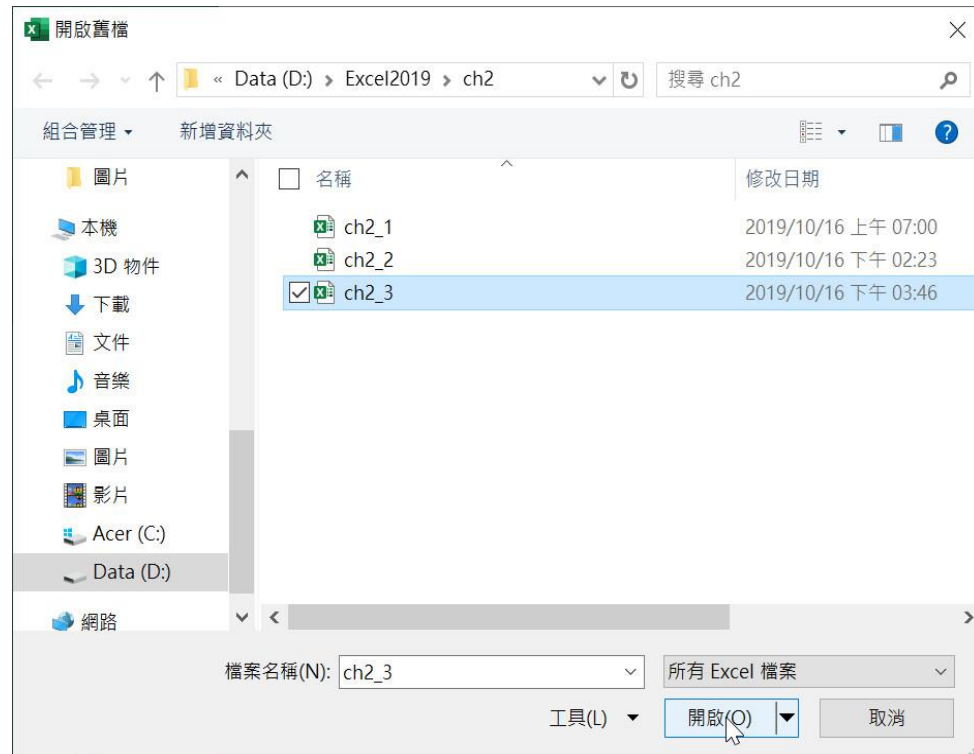 開啟舊檔
« Data (D:) > Excel2019 > ch2
搜尋 ch2
組合管理
新增資料夾
圖片
本機
3D 物件
下載
文件
音樂
桌面
圖片
影片
Acer (C:)
Data (D:)
網路
名稱 修改日期
ch2_1 2019/10/16 上午 07:00
ch2_2 2019/10/16 下午 02:23
ch2_3 2019/10/16 下午 03:46
檔案名稱(N): ch2_3 所有 Excel 檔案
工具(L) 開啟(O) 取消